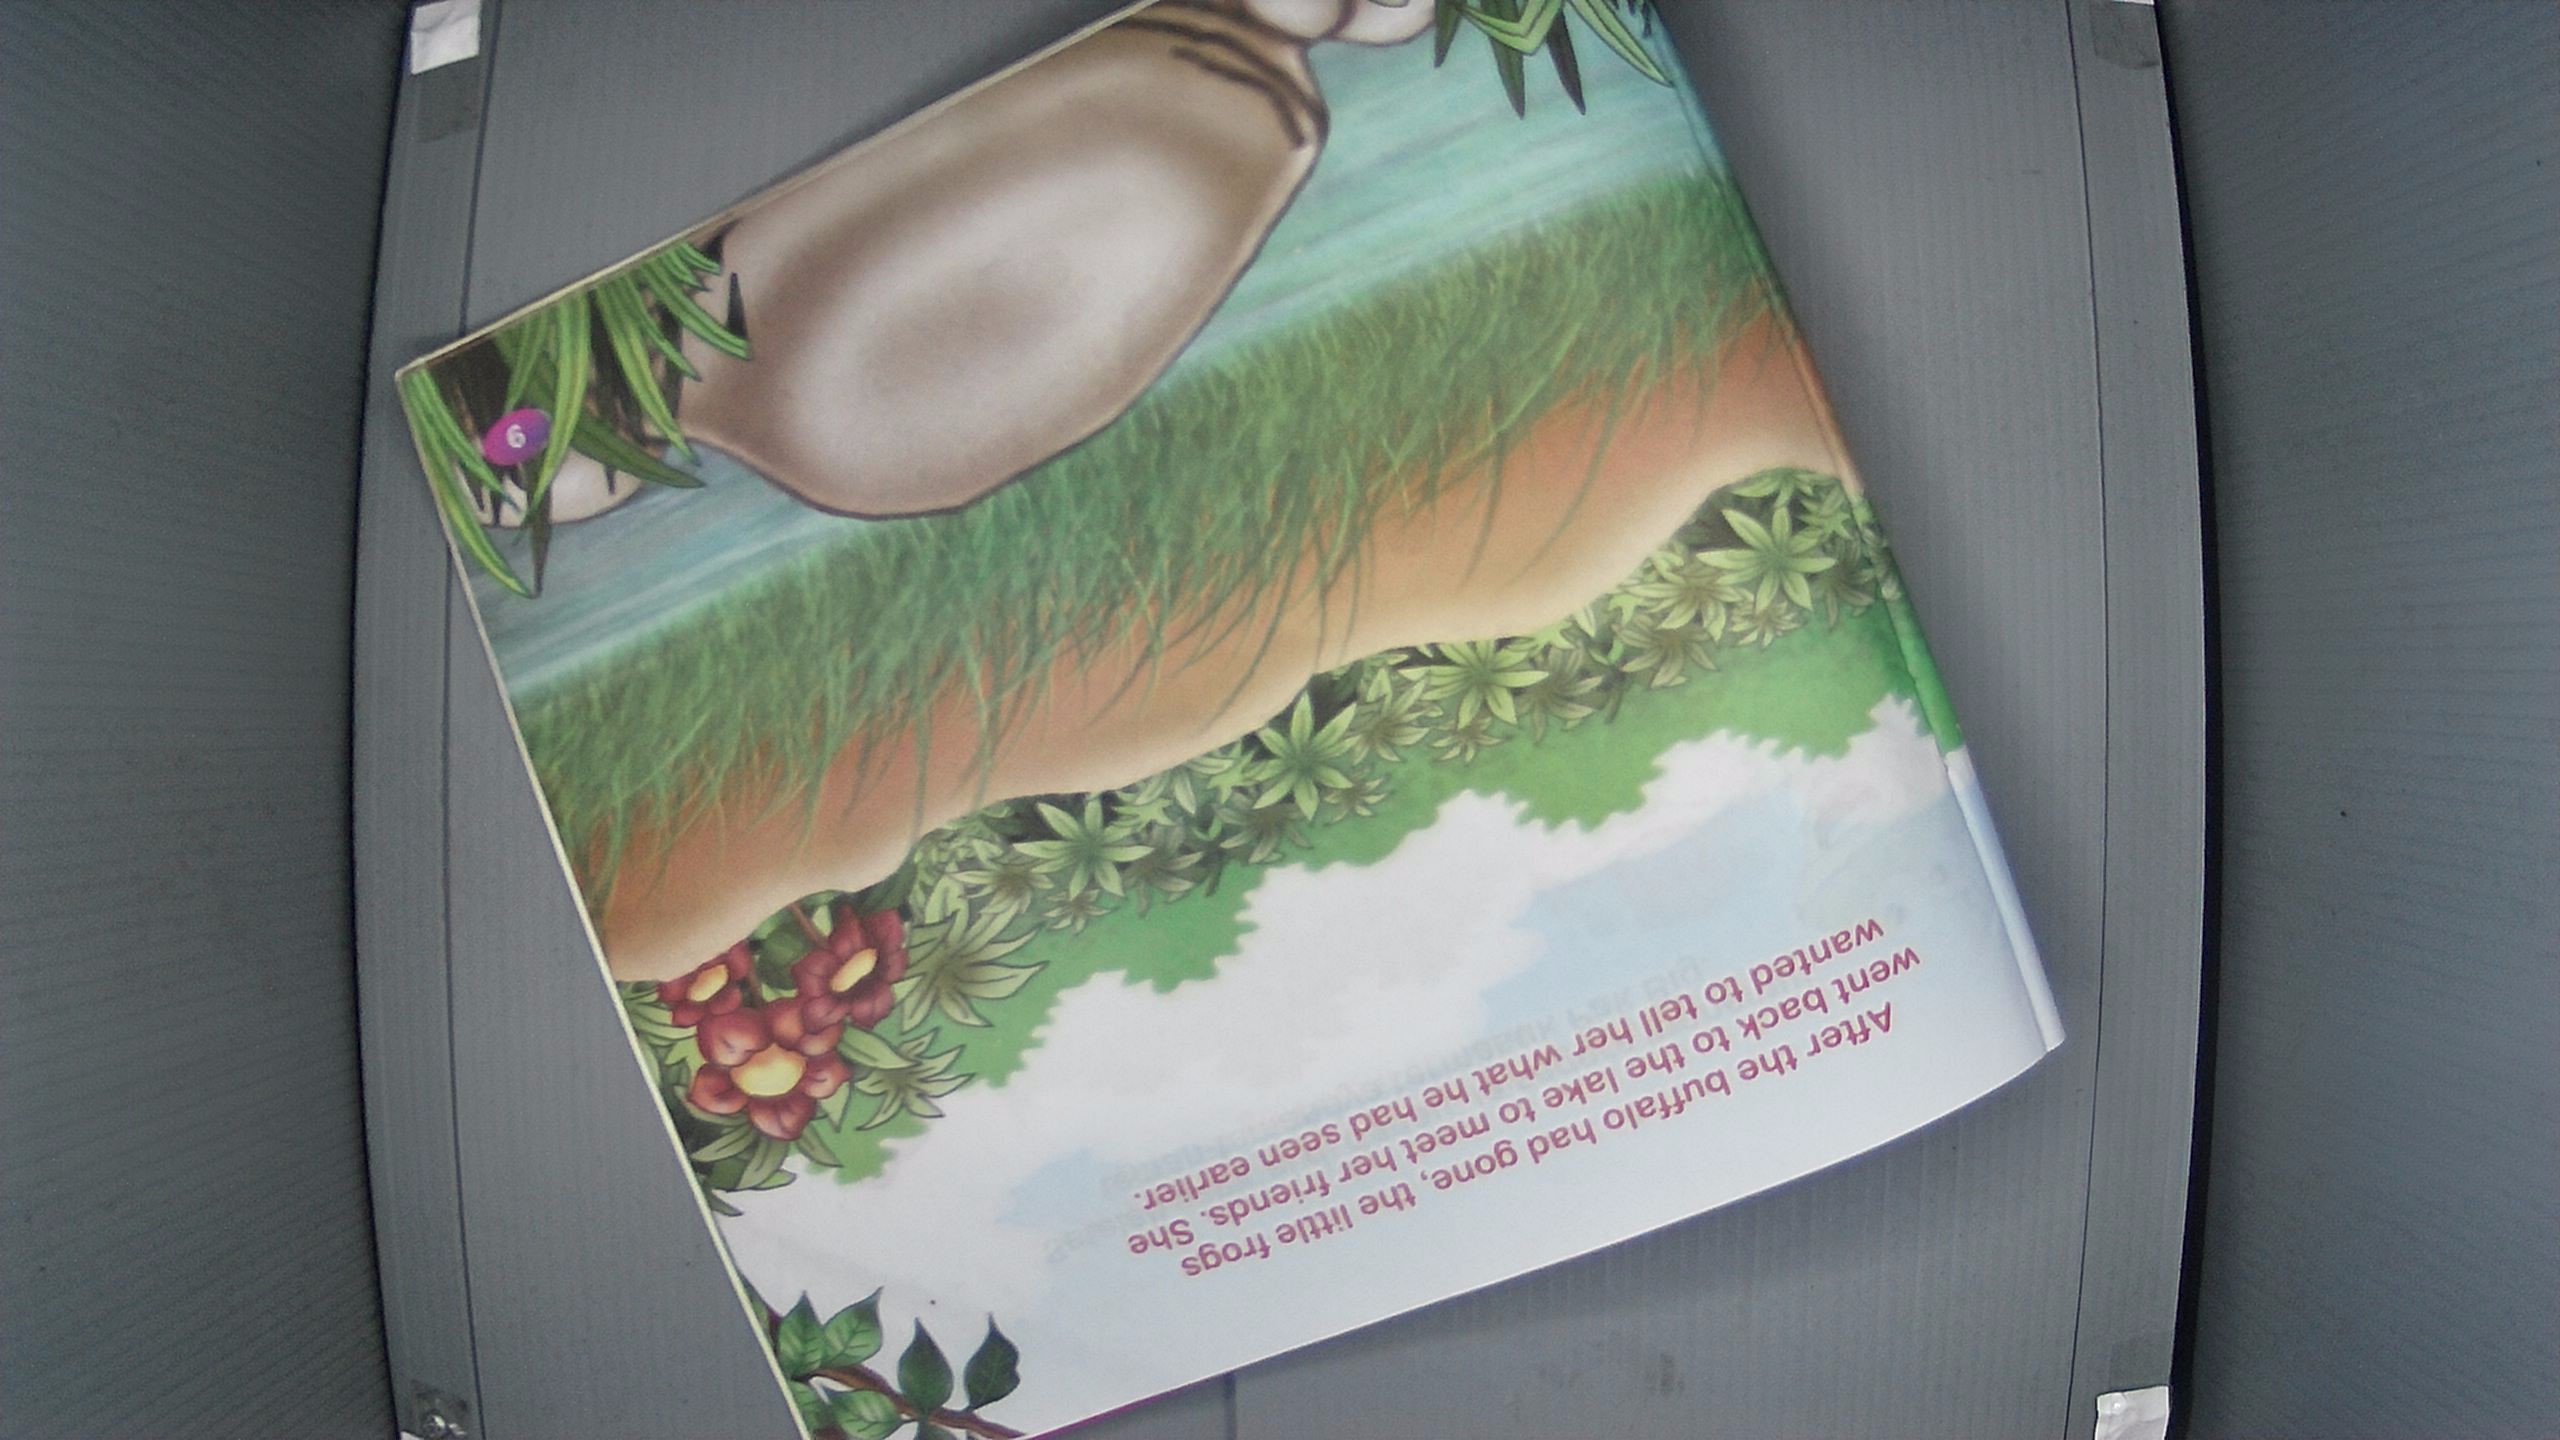 After the buffalo had gone, the little frogs
went back to the lake to meet her friends. She
wanted to tell her what he had seen earlier.
9